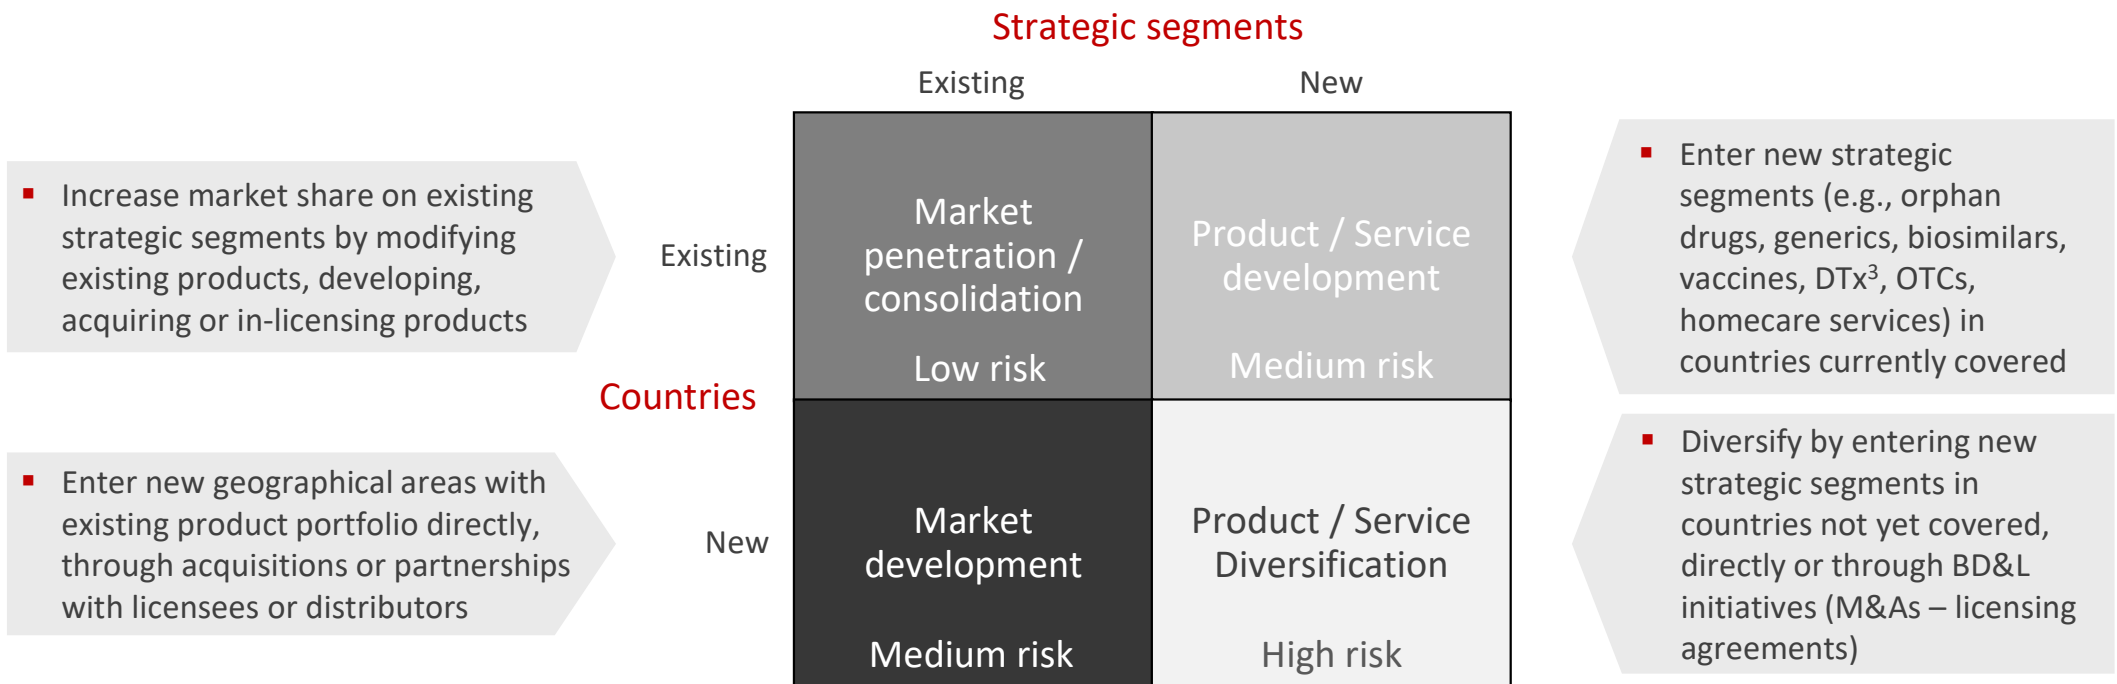 Strategic segments
Existing
New
▪ Increase market share on existing
strategic segments by modifying
existing products, developing,
acquiring or in-licensing products
Existing
Market
penetration /
consolidation
Low risk
Product / Service
development
Medium risk
▪ Enter new strategic
segments (e.g., orphan
drugs, generics, biosimilars,
vaccines, DTx³, OTCs,
homecare services) in
countries currently covered
Countries
▪ Enter new geographical areas with
existing product portfolio directly,
through acquisitions or partnerships
with licensees or distributors
New
Market
development
Medium risk
Product / Service
Diversification
High risk
▪ Diversify by entering new
strategic segments in
countries not yet covered,
directly or through BD&L
initiatives (M&As – licensing
agreements)